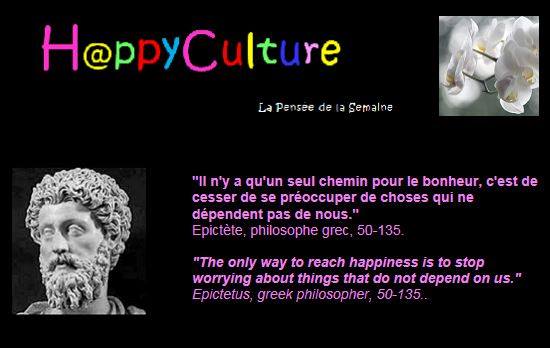 H@ppyCulture
La Pensée de la Semaine
"Il n'y a qu'un seul chemin pour le bonheur, c'est de
cesser de se préoccuper de choses qui ne
dépendent pas de nous."
Epictète, philosophe grec, 50-135.
"The only way to reach happiness is to stop
worrying about things that do not depend on us."
Epictetus, greek philosopher, 50-135..